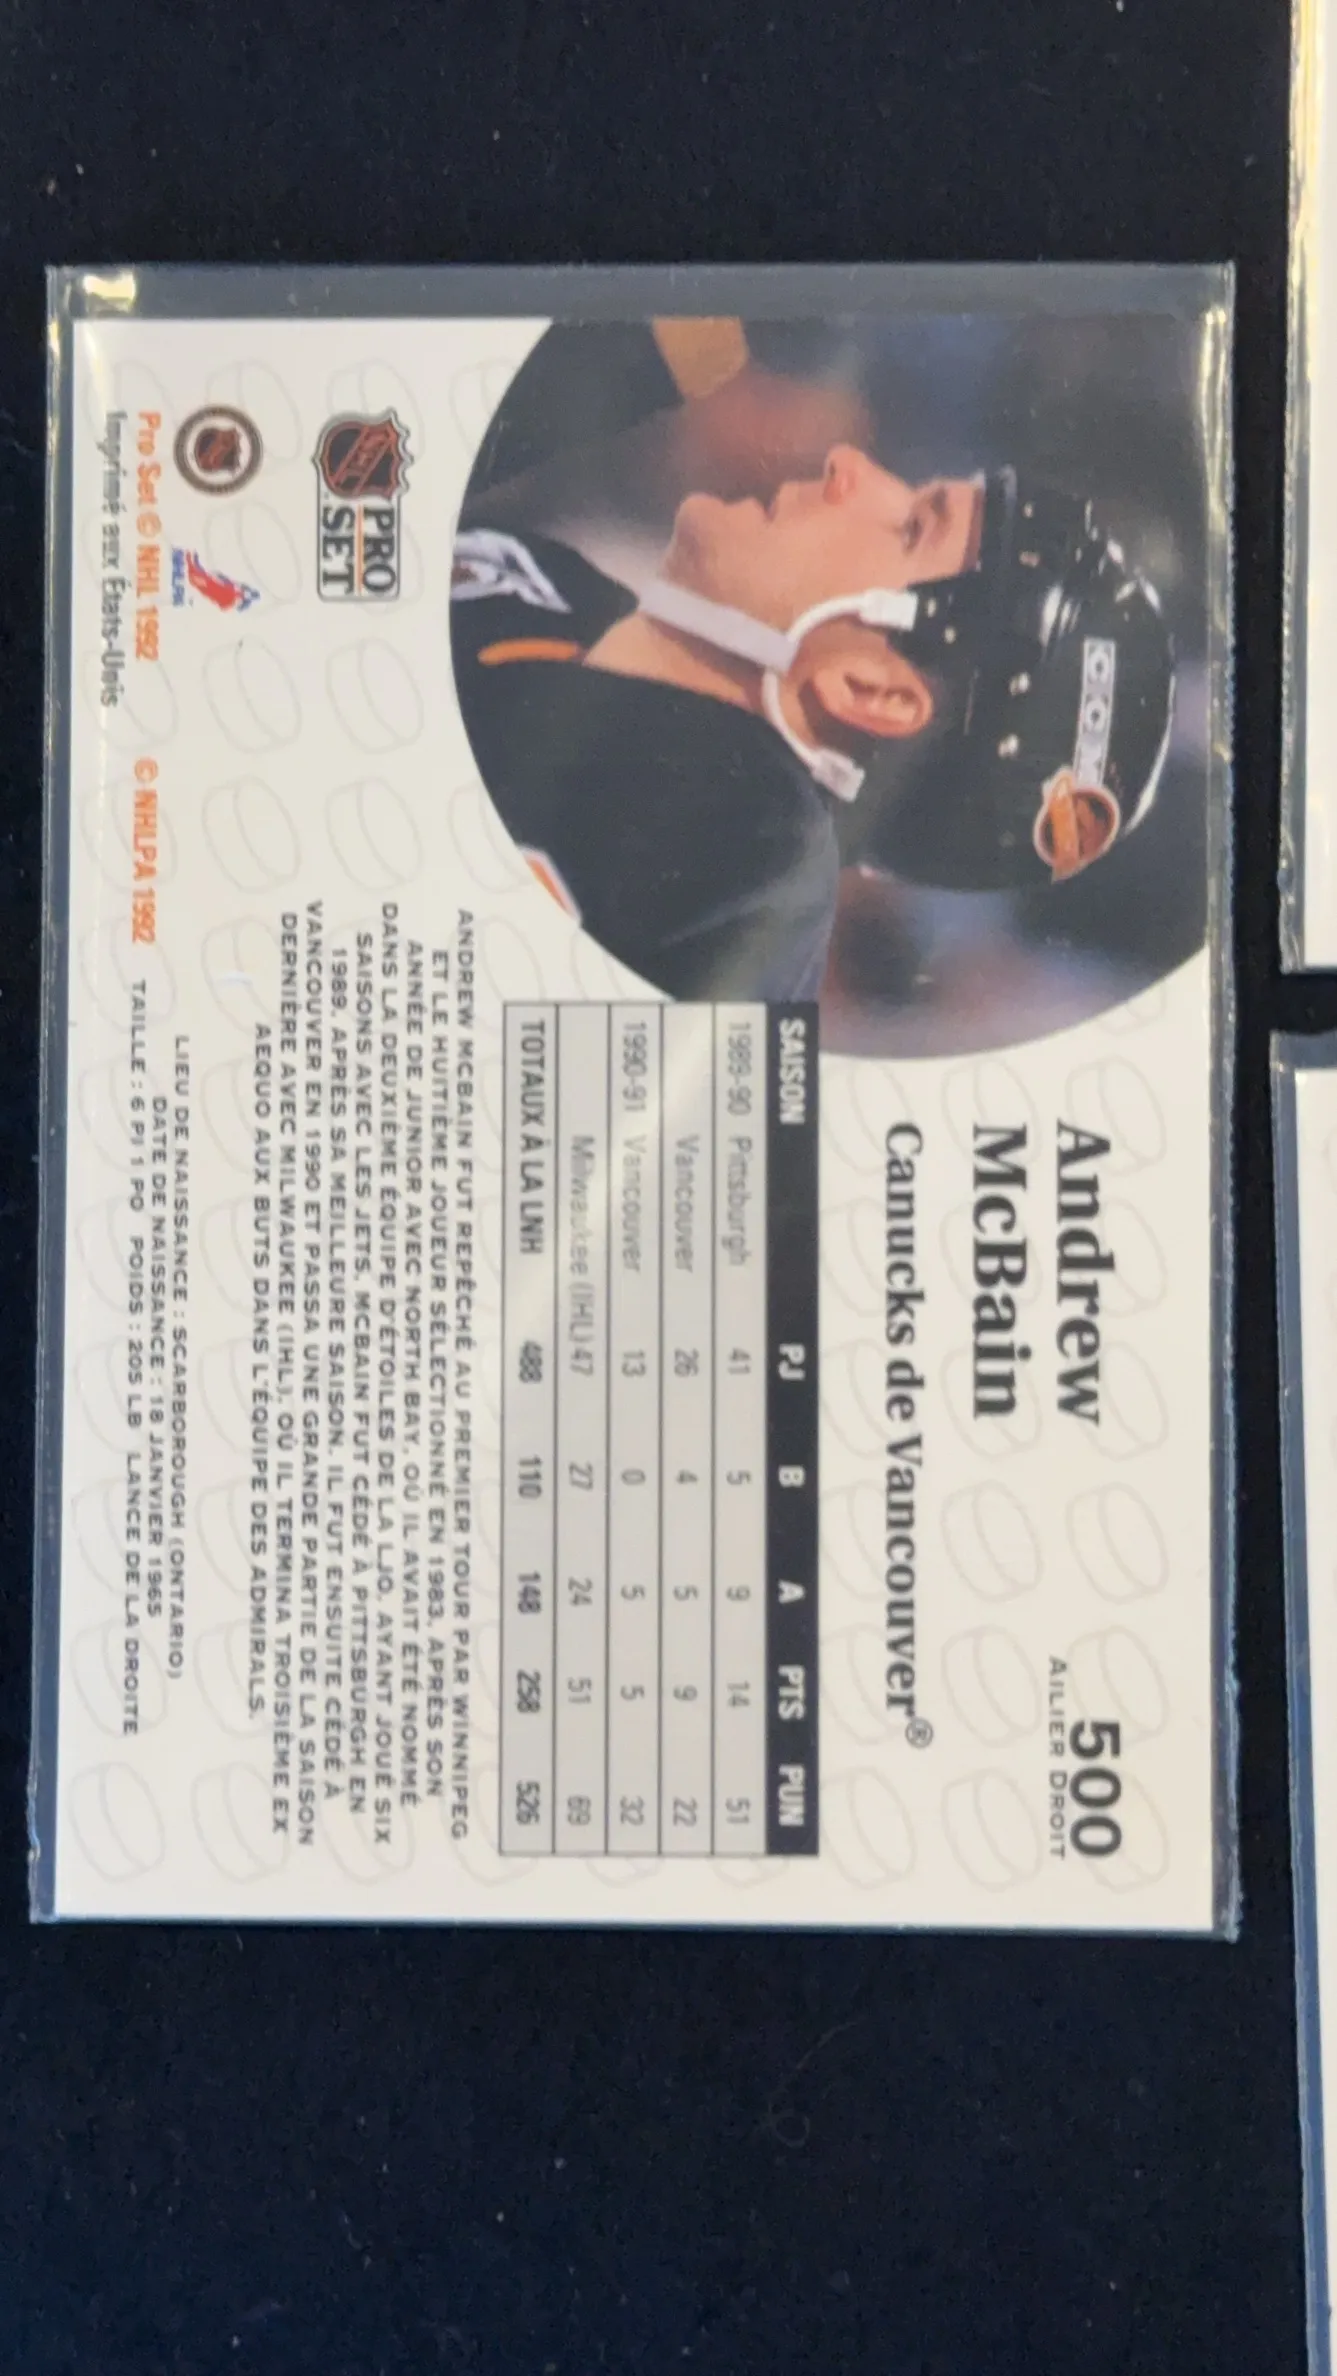 500
AILIER DROIT
Andrew
McBain
Canucks de Vancouver®
CCM
SAISON PJ B A PTS PUN
1989-90 Pittsburgh 41 5 9 14 51
Vancouver 26 4 5 9 22
1990-91 Vancouver 13 0 5 5 32
Milwaukee (IHL) 47 27 24 51 69
TOTAUX À LA LNH 488 110 148 258 526
ANDREW MCBAIN FUT REPÊCHÉ AU PREMIER TOUR PAR WINNIPEG
ET LE HUITIÈME JOUEUR SÉLECTIONNÉ EN 1983, APRÈS SON
ANNÉE DE JUNIOR AVEC NORTH BAY, OÙ IL AVAIT ÉTÉ NOMMÉ
DANS LA DEUXIÈME ÉQUIPE D'ÉTOILES DE LA LJO. AYANT JOUÉ SIX
SAISONS AVEC LES JETS, MCBAIN FUT CÉDÉ À PITTSBURGH EN
1989, APRÈS SA MEILLEURE SAISON. IL FUT ENSUITE CÉDÉ À
VANCOUVER EN 1990 ET PASSA UNE GRANDE PARTIE DE LA SAISON
DERNIÈRE AVEC MILWAUKEE (IHL), OÙ IL TERMINA TROISIÈME EX
AEQUO AUX BUTS DANS L'ÉQUIPE DES ADMIRALS.
NHL PRO
SET
NHLPA
LIEU DE NAISSANCE : SCARBOROUGH (ONTARIO)
DATE DE NAISSANCE : 18 JANVIER 1965
TAILLE : 6 PI 1 PO POIDS : 205 LB LANCE DE LA DROITE
Pro Set © NHL 1992 © NHLPA 1992
Imprimé aux États-Unis